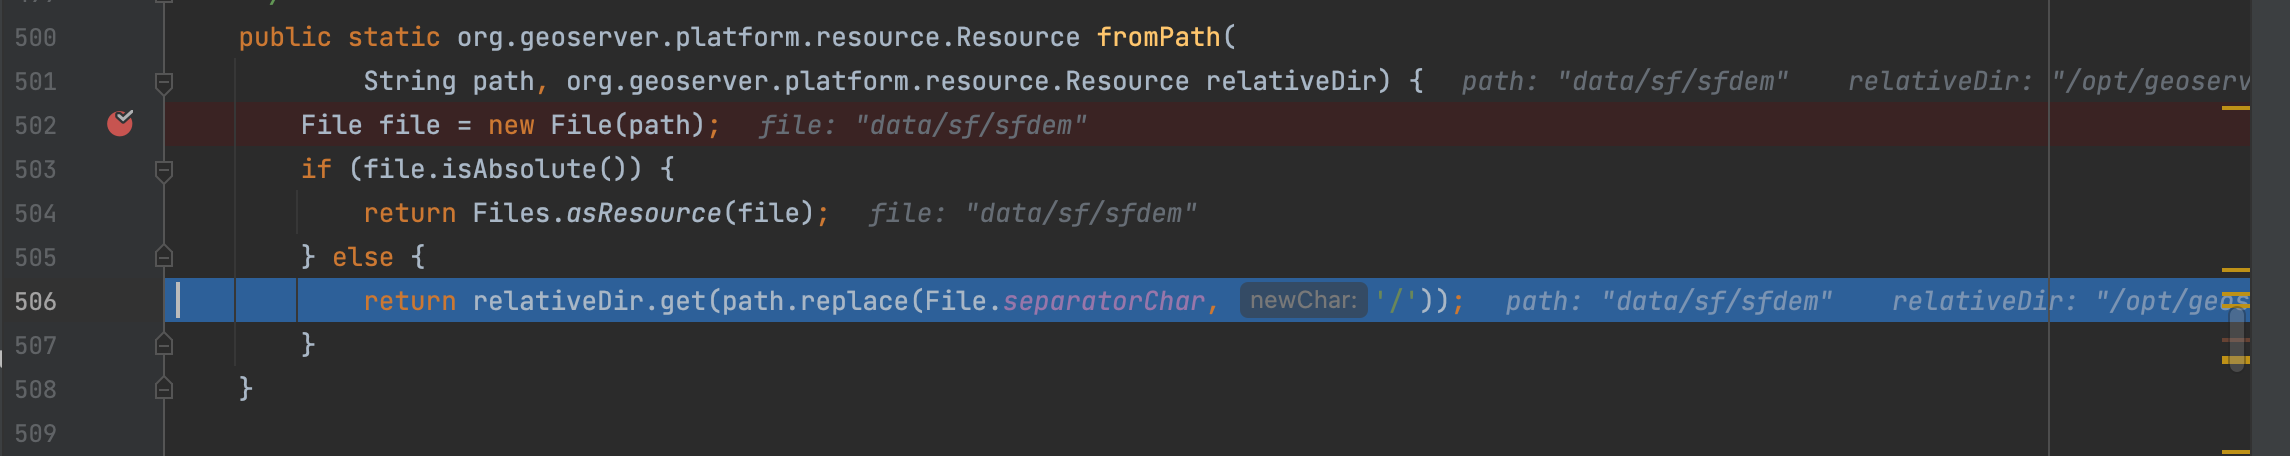 500 public static org.geoserver.platform.resource.Resource fromPath(
501 String path, org.geoserver.platform.resource.Resource relativeDir) { path: "data/sf/sfdem" relativeDir: "/opt/geoserv
502 File file = new File(path); file: "data/sf/sfdem"
503 if (file.isAbsolute()) {
504 return Files.asResource(file); file: "data/sf/sfdem"
505 } else {
506 return relativeDir.get(path.replace(File.separatorChar, newChar: '/')); path: "data/sf/sfdem" relativeDir: "/opt/geos
507 }
508 }
509